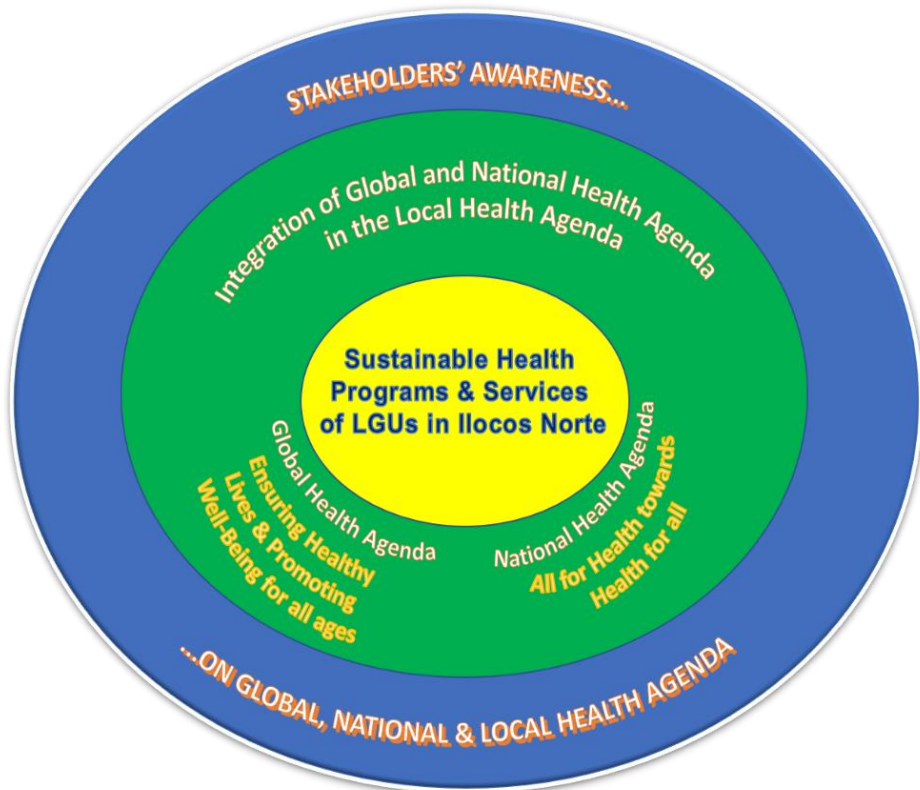 STAKEHOLDERS' AWARENESS...
Integration of Global and National Health Agenda
in the Local Health Agenda
Sustainable Health
Programs & Services
of LGUs in Ilocos Norte
Global Health Agenda
Ensuring Healthy
Lives & Promoting
Well-Being for all ages
National Health Agenda
All for Health towards
Health for all
...ON GLOBAL, NATIONAL & LOCAL HEALTH AGENDA